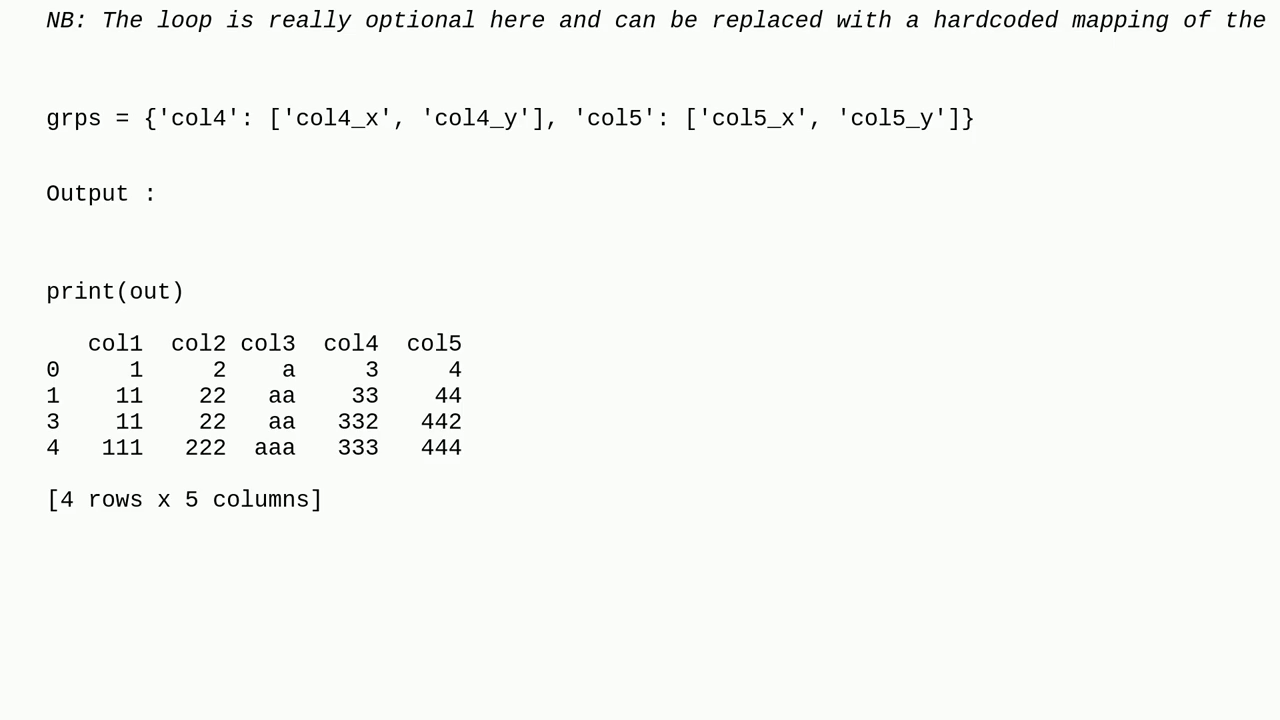 NB: The loop is really optional here and can be replaced with a hardcoded mapping of the
grps = {'col4': ['col4_x', 'col4_y'], 'col5': ['col5_x', 'col5_y']}
Output :
print(out)
   col1  col2 col3  col4  col5
0     1     2    a     3     4
1    11    22   aa    33    44
3    11    22   aa   332   442
4   111   222  aaa   333   444
[4 rows x 5 columns]